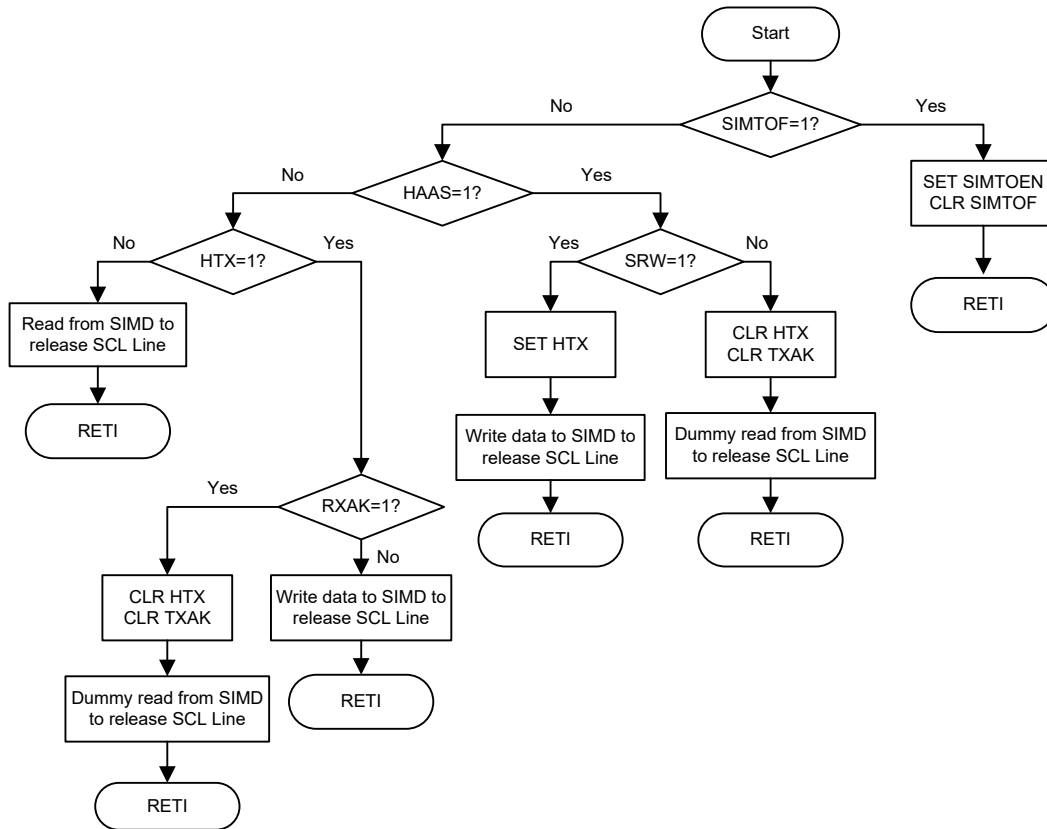 Start
No
Yes
SIMTOF=1?
No
HAAS=1?
Yes
SET SIMTOEN
CLR SIMTOF
No
HTX=1?
Yes
Yes
SRW=1?
No
RETI
Read from SIMD to
release SCL Line
SET HTX
CLR HTX
CLR TXAK
RETI
Write data to SIMD to
release SCL Line
Dummy read from SIMD
to release SCL Line
Yes
RXAK=1?
RETI
RETI
No
CLR HTX
CLR TXAK
Write data to SIMD to
release SCL Line
Dummy read from SIMD
to release SCL Line
RETI
RETI